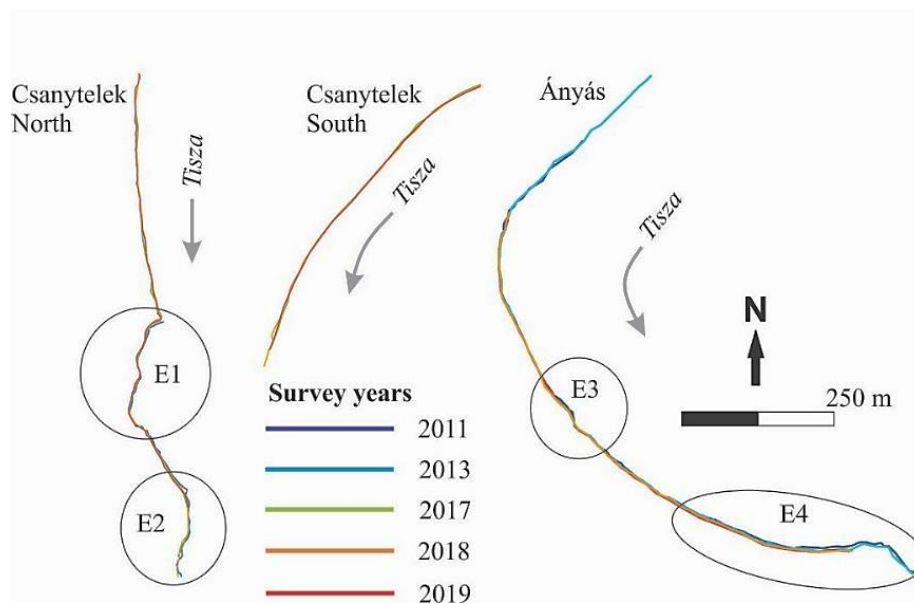 Csanytelek
North
Tisza
E1
E2
Csanytelek
South
Tisza
Ányás
Tisza
E3
E4
N
250 m
Survey years
2011
2013
2017
2018
2019